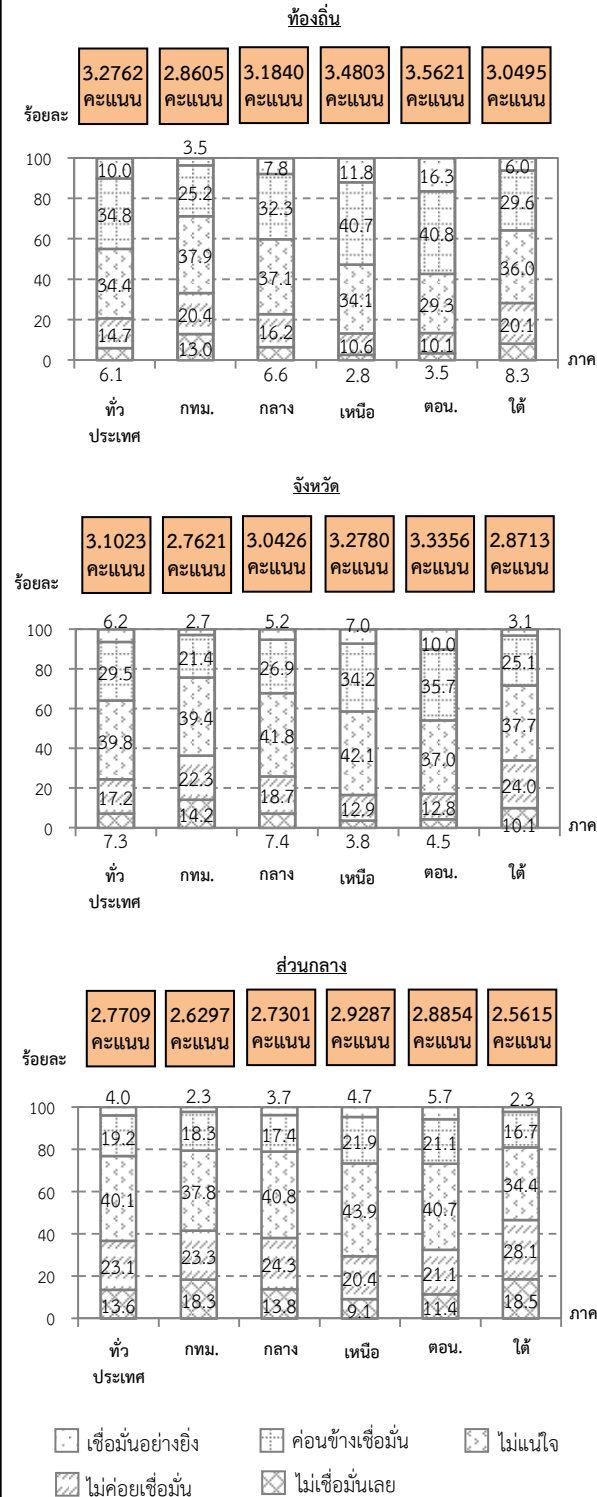 ท้องถิ่น
3.2762 2.8605 3.1840 3.4803 3.5621 3.0495
คะแนน คะแนน คะแนน คะแนน คะแนน คะแนน
ร้อยละ
3.5
100 10.0 7.8 11.8 16.3 6.0
80 34.8 25.2 32.3 40.7 40.8 29.6
60
40 34.4 37.9 37.1 34.1 29.3 36.0
20 14.7 20.4 16.2 10.6 10.1 20.1
0 13.0 ภาค
6.1 6.6 2.8 3.5 8.3
ทั่วประเทศ กทม. กลาง เหนือ ตอน. ใต้
จังหวัด
3.1023 2.7621 3.0426 3.2780 3.3356 2.8713
คะแนน คะแนน คะแนน คะแนน คะแนน คะแนน
ร้อยละ
6.2 2.7 5.2 7.0 3.1
100 10.0
80 29.5 21.4 26.9 34.2 35.7 25.1
60
40 39.8 39.4 41.8 42.1 37.0 37.7
20 17.2 22.3 18.7 12.9 12.8 24.0
0 14.2 10.1 ภาค
7.3 7.4 3.8 4.5
ทั่วประเทศ กทม. กลาง เหนือ ตอน. ใต้
ส่วนกลาง
2.7709 2.6297 2.7301 2.9287 2.8854 2.5615
คะแนน คะแนน คะแนน คะแนน คะแนน คะแนน
ร้อยละ
4.0 2.3 3.7 4.7 5.7 2.3
100
80 19.2 18.3 17.4 21.9 21.1 16.7
60 40.1 37.8 40.8 43.9 40.7 34.4
40
20 23.1 23.3 24.3 20.4 21.1 28.1
0 13.6 18.3 13.8 9.1 11.4 18.5 ภาค
ทั่วประเทศ กทม. กลาง เหนือ ตอน. ใต้
เชื่อมั่นอย่างยิ่ง ค่อนข้างเชื่อมั่น ไม่แน่ใจ
ไม่ค่อยเชื่อมั่น ไม่เชื่อมั่นเลย